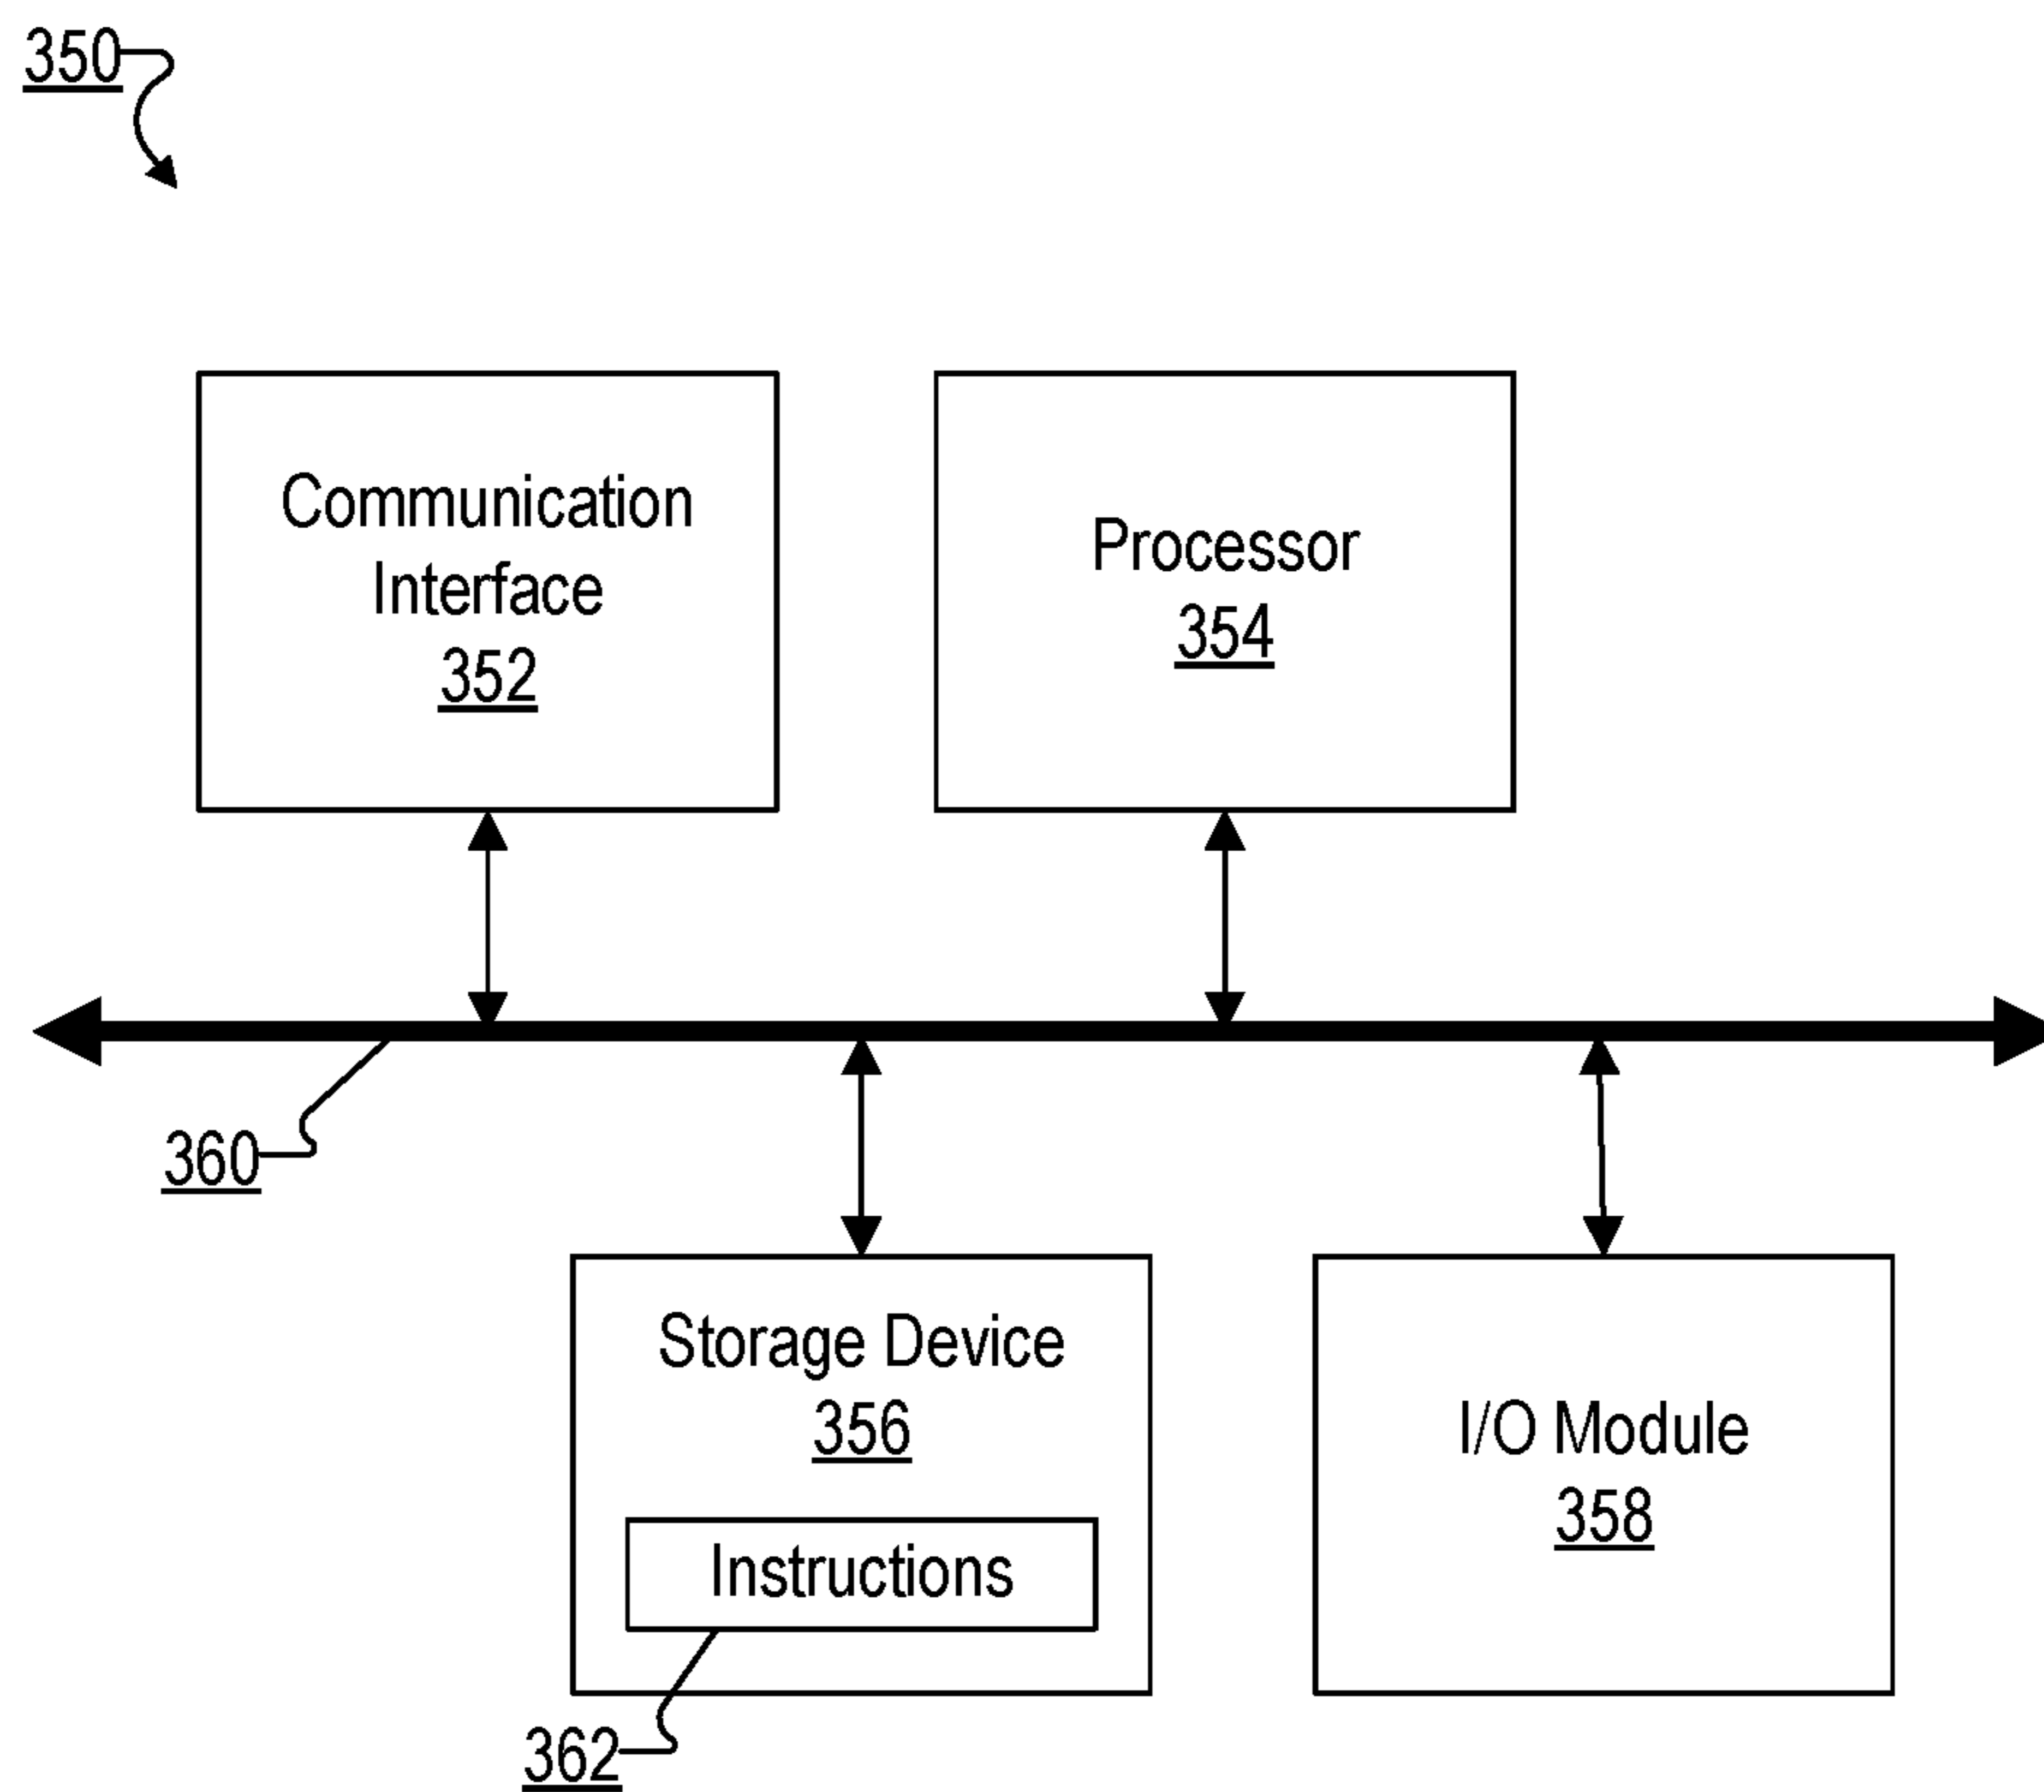 350
Communication
Interface
352
Processor
354
360
Storage Device
356
Instructions
362
I/O Module
358